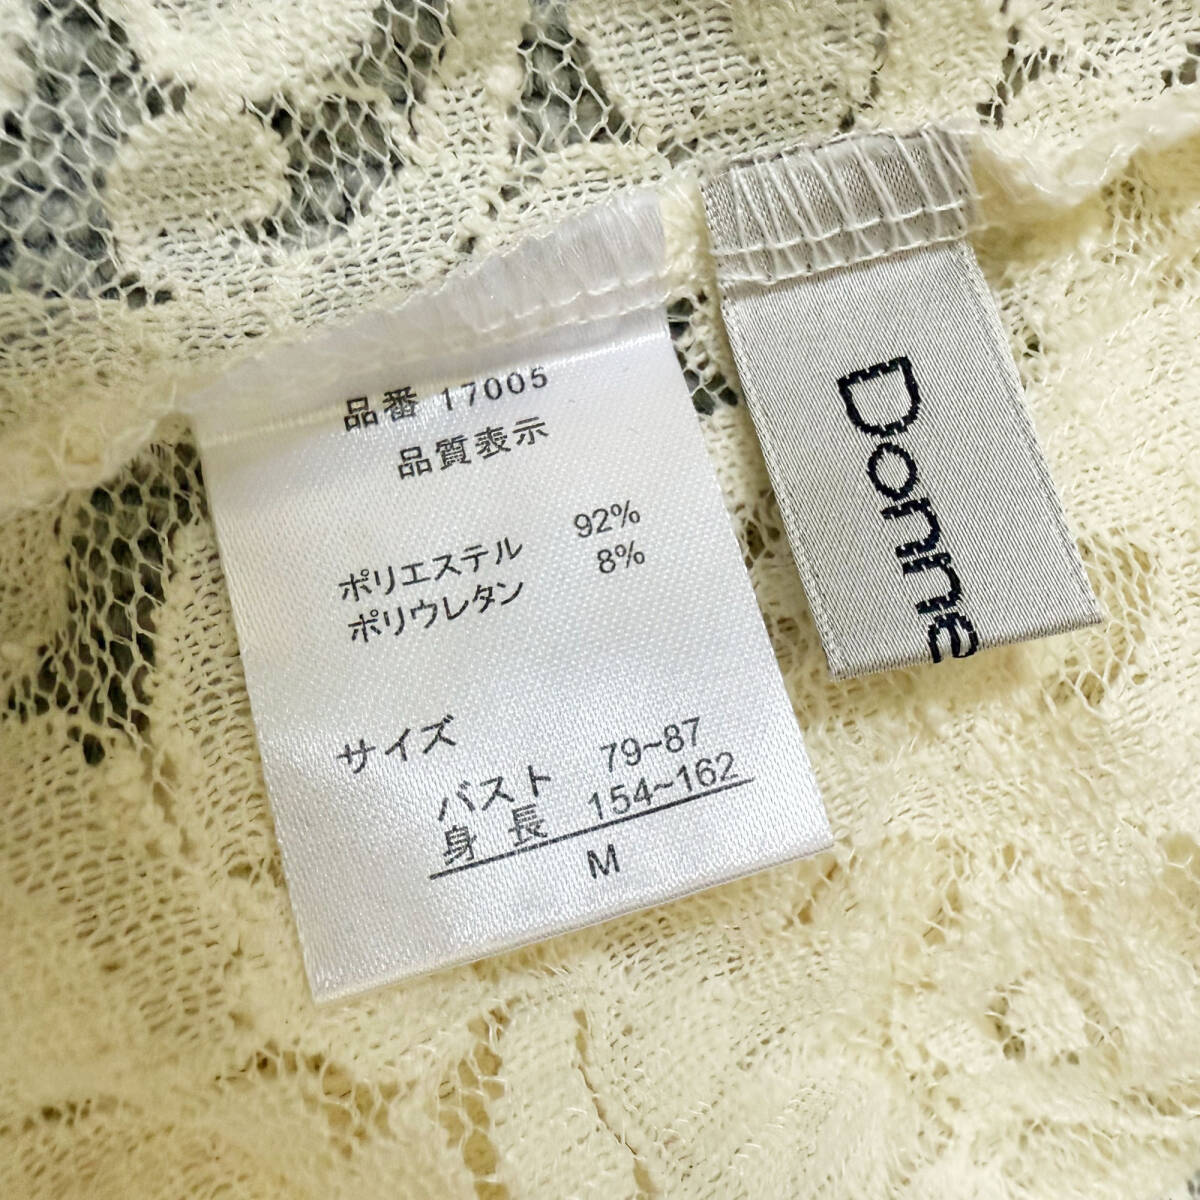 品番 17005
品質表示
ポリエステル 92%
ポリウレタン 8%
サイズ
バスト 79~87
身 長 154~162
M
Donne